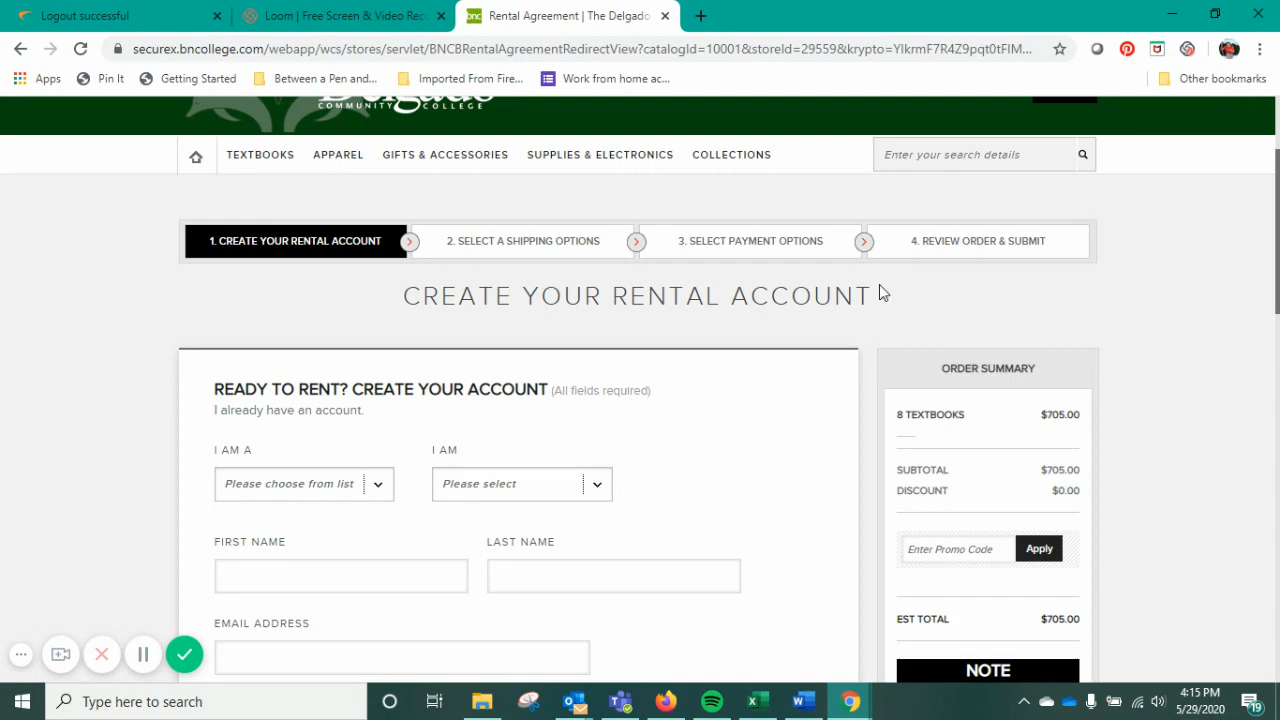 Logout successful
Loom | Free Screen & Video Rec
Rental Agreement | The Delgado
securex.bncollege.com/webapp/wcs/stores/servlet/BNCBRentalAgreementRedirectView?catalogId=10001&storeId=29559&krypto=YlkrmF7R4Z9pqt0tFIM...
Apps
Pin It
Getting Started
Between a Pen and...
Imported From Fire...
Work from home ac...
Other bookmarks
Delgado
COMMUNITY COLLEGE
TEXTBOOKS APPAREL GIFTS & ACCESSORIES SUPPLIES & ELECTRONICS COLLECTIONS
Enter your search details
1. CREATE YOUR RENTAL ACCOUNT
2. SELECT A SHIPPING OPTIONS
3. SELECT PAYMENT OPTIONS
4. REVIEW ORDER & SUBMIT
CREATE YOUR RENTAL ACCOUNT
READY TO RENT? CREATE YOUR ACCOUNT (All fields required)
I already have an account.
I AM A
I AM
Please choose from list
Please select
FIRST NAME
LAST NAME
EMAIL ADDRESS
ORDER SUMMARY
8 TEXTBOOKS $705.00
SUBTOTAL $705.00
DISCOUNT $0.00
Enter Promo Code
Apply
EST TOTAL $705.00
NOTE
Type here to search
4:15 PM
5/29/2020
19